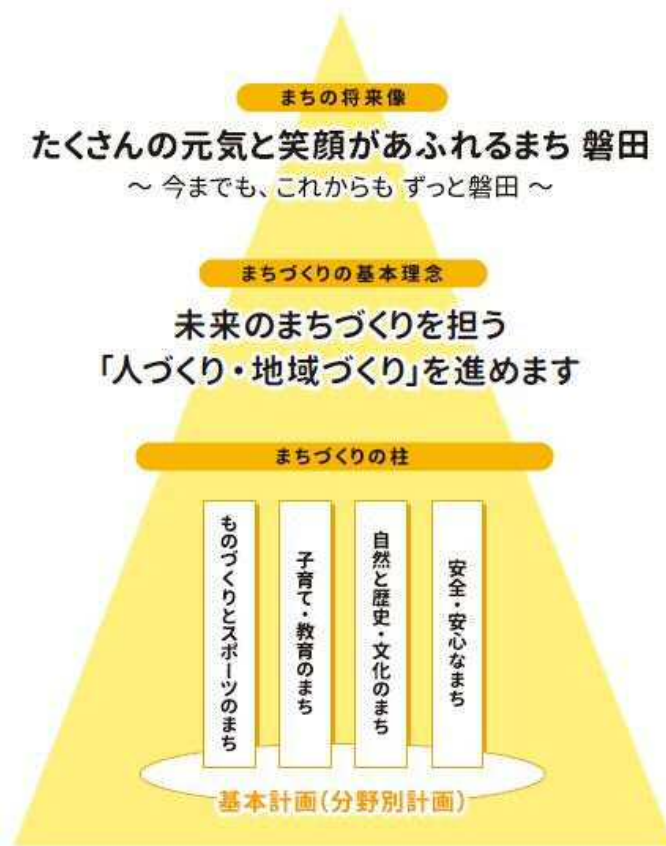 まちの将来像
たくさんの元気と笑顔があふれるまち 磐田
～ 今までも、これからも ずっと磐田 ～
まちづくりの基本理念
未来のまちづくりを担う
「人づくり・地域づくり」を進めます
まちづくりの柱
ものづくりとスポーツのまち
子育て・教育のまち
自然と歴史・文化のまち
安全・安心なまち
基本計画(分野別計画)